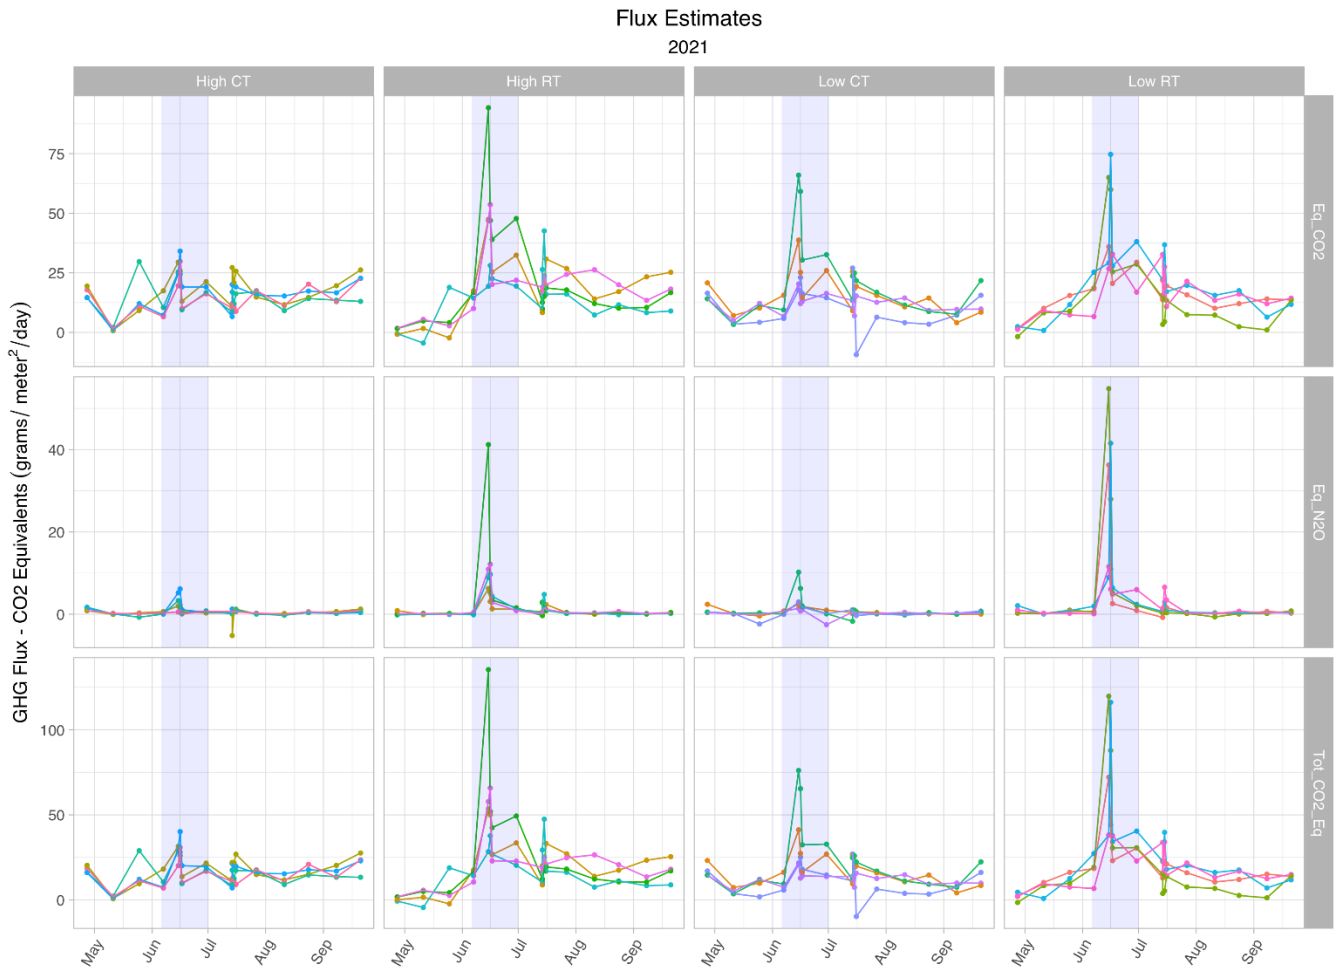 Flux Estimates
2021
High CT
High RT
Low CT
Low RT
GHG Flux - CO2 Equivalents (grams/ meter²/day)
75
50
25
0
Eq_CO2
40
20
0
Eq_N2O
100
50
0
Tot_CO2_Eq
May Jun Jul Aug Sep
May Jun Jul Aug Sep
May Jun Jul Aug Sep
May Jun Jul Aug Sep